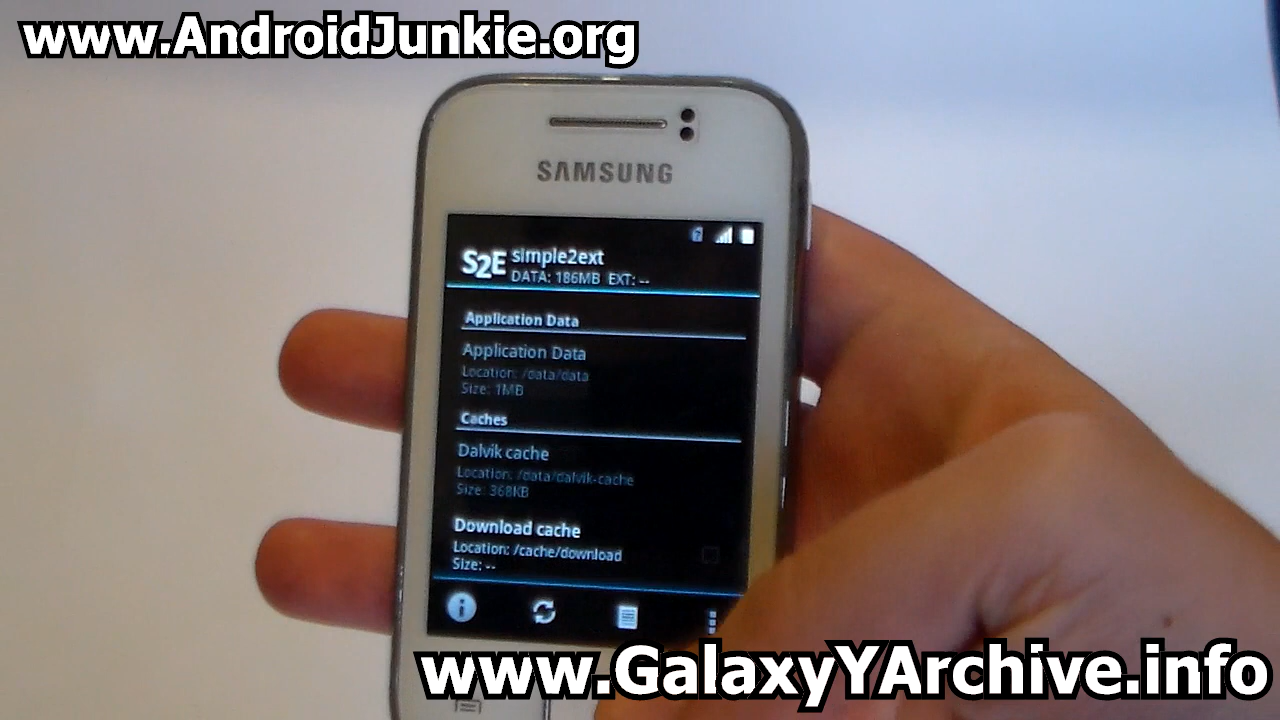 www.AndroidJunkie.org
SAMSUNG
S2E simple2ext
DATA: 186MB EXT: --
Application Data
Application Data
Location: /data/data
Size: 1MB
Caches
Dalvik cache
Location: /data/dalvik-cache
Size: 368KB
Download cache
Location: /cache/download
Size: --
www.GalaxyYArchive.info